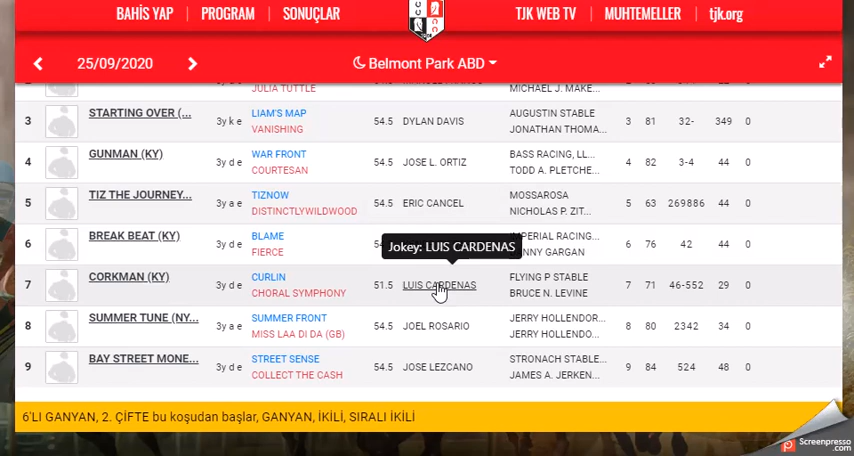 BAHİS YAP PROGRAM SONUÇLAR TJK WEB TV MUHTEMELLER tjk.org
25/09/2020 Belmont Park ABD
JULIA TUTTLE MICHAEL J. MAKE...
3 STARTING OVER (... 3y k e LIAM'S MAP 54.5 DYLAN DAVIS AUGUSTIN STABLE 3 81 32- 349 0
VANISHING JONATHAN THOMA...
4 GUNMAN (KY) 3y d e WAR FRONT 54.5 JOSE L. ORTIZ BASS RACING, LL... 4 82 3-4 44 0
COURTESAN TODD A. PLETCHE...
5 TIZ THE JOURNEY... 3y a e TIZNOW 54.5 ERIC CANCEL MOSSAROSA 5 63 269886 44 0
DISTINCTLYWILDWOOD NICHOLAS P. ZIT...
6 BREAK BEAT (KY) 3y d e BLAME RACING... 6 76 42 44 0
FIERCE GARGAN
Jokey: LUIS CARDENAS
7 CORKMAN (KY) 3y d e CURLIN 51.5 LUIS CARDENAS FLYING P STABLE 7 71 46-552 29 0
CHORAL SYMPHONY BRUCE N. LEVINE
8 SUMMER TUNE (NY... 3y a e SUMMER FRONT 54.5 JOEL ROSARIO JERRY HOLLENDOR... 8 80 2342 34 0
MISS LAA DI DA (GB) JERRY HOLLENDO...
9 BAY STREET MONE... 3y d e STREET SENSE 54.5 JOSE LEZCANO STRONACH STABLE... 9 84 524 48 0
COLLECT THE CASH JAMES A. JERKEN...
6'LI GANYAN, 2. ÇİFTE bu koşudan başlar, GANYAN, İKİLİ, SIRALI İKİLİ
Screenpresso
.com